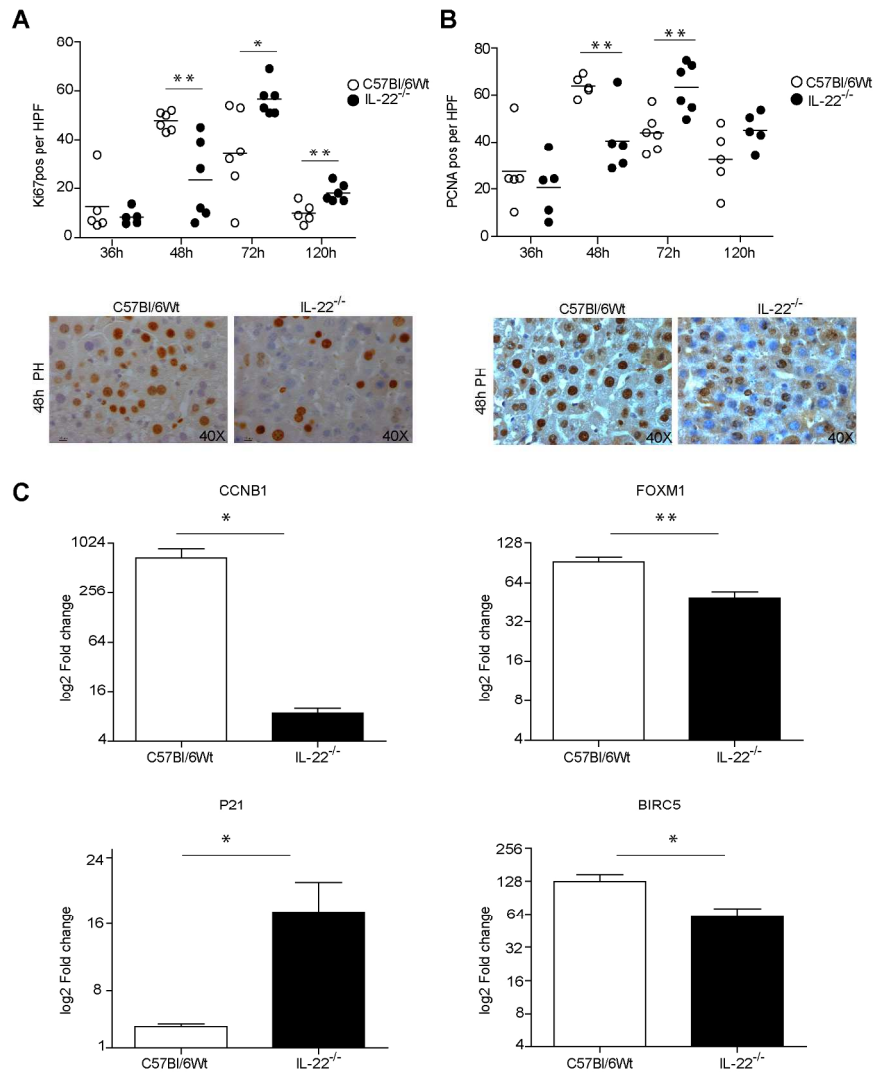 A
80
60
40
20
0
Ki67pos per HPF
**
*
**
C57Bl/6Wt
IL-22-/-
36h
48h
72h
120h
C57Bl/6Wt
IL-22-/-
48h PH
40X
40X
B
80
60
40
20
0
PCNA pos per HPF
**
**
C57Bl/6Wt
IL-22-/-
36h
48h
72h
120h
C57Bl/6Wt
IL-22-/-
48h PH
40X
40X
C
CCNB1
*
1024
256
64
16
4
log2 Fold change
C57Bl/6Wt
IL-22-/-
FOXM1
**
128
64
32
16
8
4
log2 Fold change
C57Bl/6Wt
IL-22-/-
P21
*
24
16
8
1
log2 Fold change
C57Bl/6Wt
IL-22-/-
BIRC5
*
256
128
64
32
16
8
4
log2 Fold change
C57Bl/6Wt
IL-22-/-